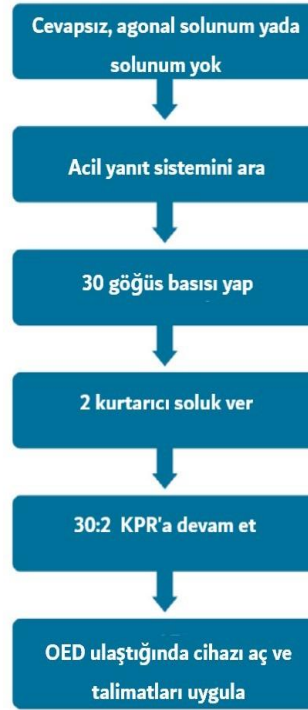 Cevapsız, agonal solunum yada
solunum yok
Acil yanıt sistemini ara
30 göğüs basısı yap
2 kurtarıcı soluk ver
30:2 KPR'a devam et
OED ulaştığında cihazı aç ve
talimatları uygula